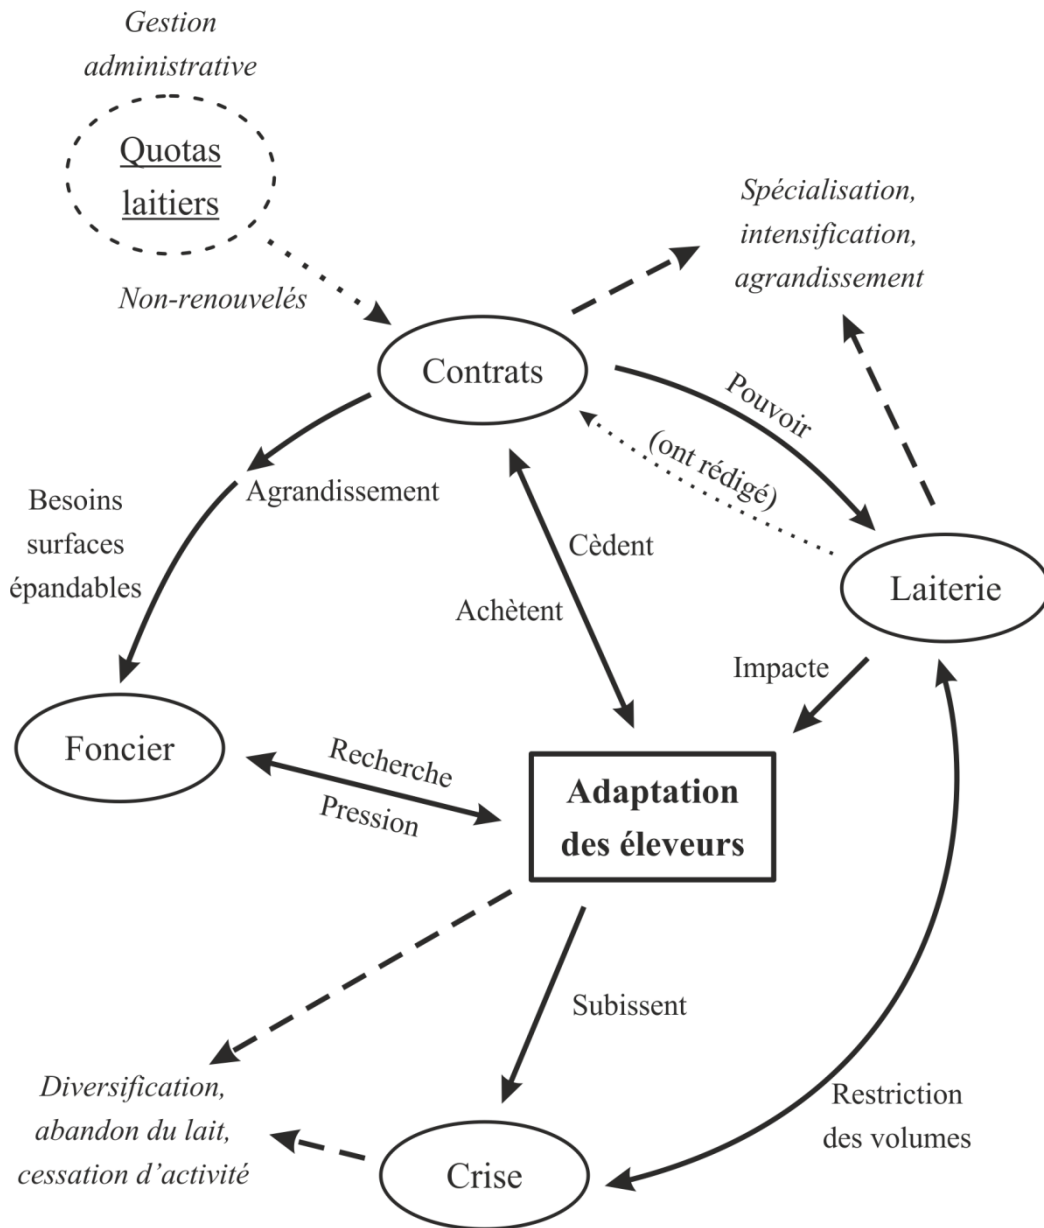 Gestion
administrative
Quotas
laitiers
Non-renouvelés
Spécialisation,
intensification,
agrandissement
Contrats
Pouvoir
(ont rédigé)
Agrandissement
Besoins
surfaces
épandables
Cèdent
Achètent
Laiterie
Impacte
Foncier
Recherche
Pression
Adaptation
des éleveurs
Subissent
Diversification,
abandon du lait,
cessation d’activité
Restriction
des volumes
Crise